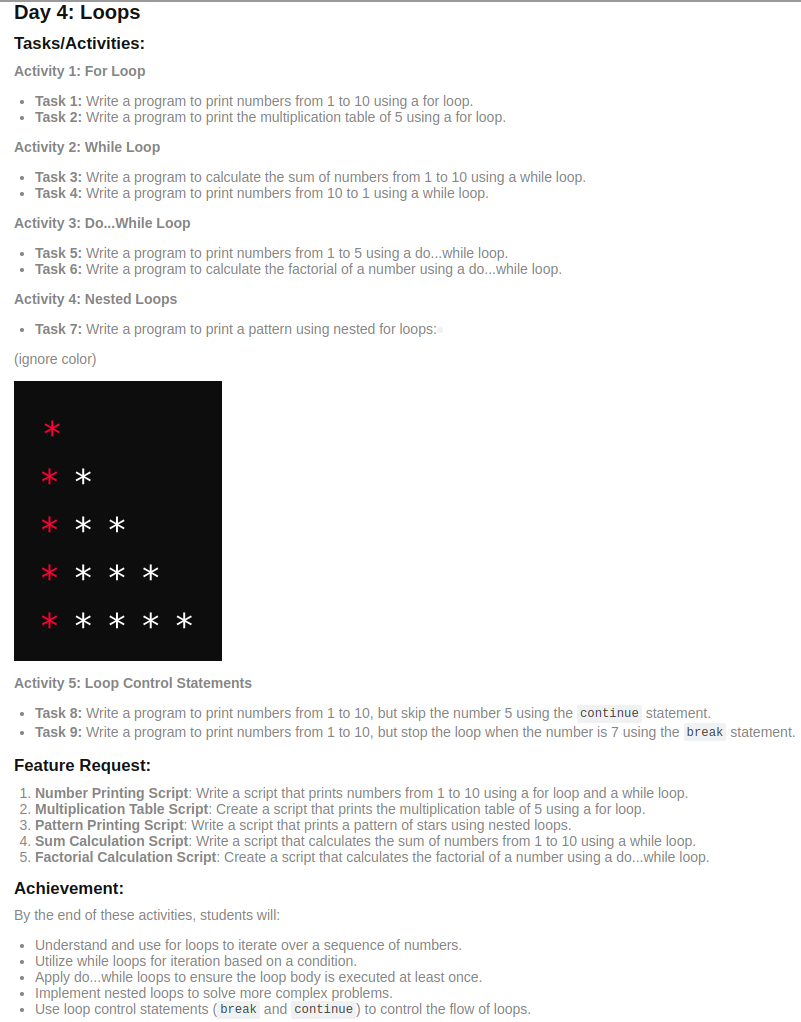 Day 4: Loops
Tasks/Activities:
Activity 1: For Loop
• Task 1: Write a program to print numbers from 1 to 10 using a for loop.
• Task 2: Write a program to print the multiplication table of 5 using a for loop.
Activity 2: While Loop
• Task 3: Write a program to calculate the sum of numbers from 1 to 10 using a while loop.
• Task 4: Write a program to print numbers from 10 to 1 using a while loop.
Activity 3: Do...While Loop
• Task 5: Write a program to print numbers from 1 to 5 using a do...while loop.
• Task 6: Write a program to calculate the factorial of a number using a do...while loop.
Activity 4: Nested Loops
• Task 7: Write a program to print a pattern using nested for loops:
(ignore color)
*
* *
* * *
* * * *
* * * * *
Activity 5: Loop Control Statements
• Task 8: Write a program to print numbers from 1 to 10, but skip the number 5 using the continue statement.
• Task 9: Write a program to print numbers from 1 to 10, but stop the loop when the number is 7 using the break statement.
Feature Request:
1. Number Printing Script: Write a script that prints numbers from 1 to 10 using a for loop and a while loop.
2. Multiplication Table Script: Create a script that prints the multiplication table of 5 using a for loop.
3. Pattern Printing Script: Write a script that prints a pattern of stars using nested loops.
4. Sum Calculation Script: Write a script that calculates the sum of numbers from 1 to 10 using a while loop.
5. Factorial Calculation Script: Create a script that calculates the factorial of a number using a do...while loop.
Achievement:
By the end of these activities, students will:
• Understand and use for loops to iterate over a sequence of numbers.
• Utilize while loops for iteration based on a condition.
• Apply do...while loops to ensure the loop body is executed at least once.
• Implement nested loops to solve more complex problems.
• Use loop control statements (break and continue) to control the flow of loops.